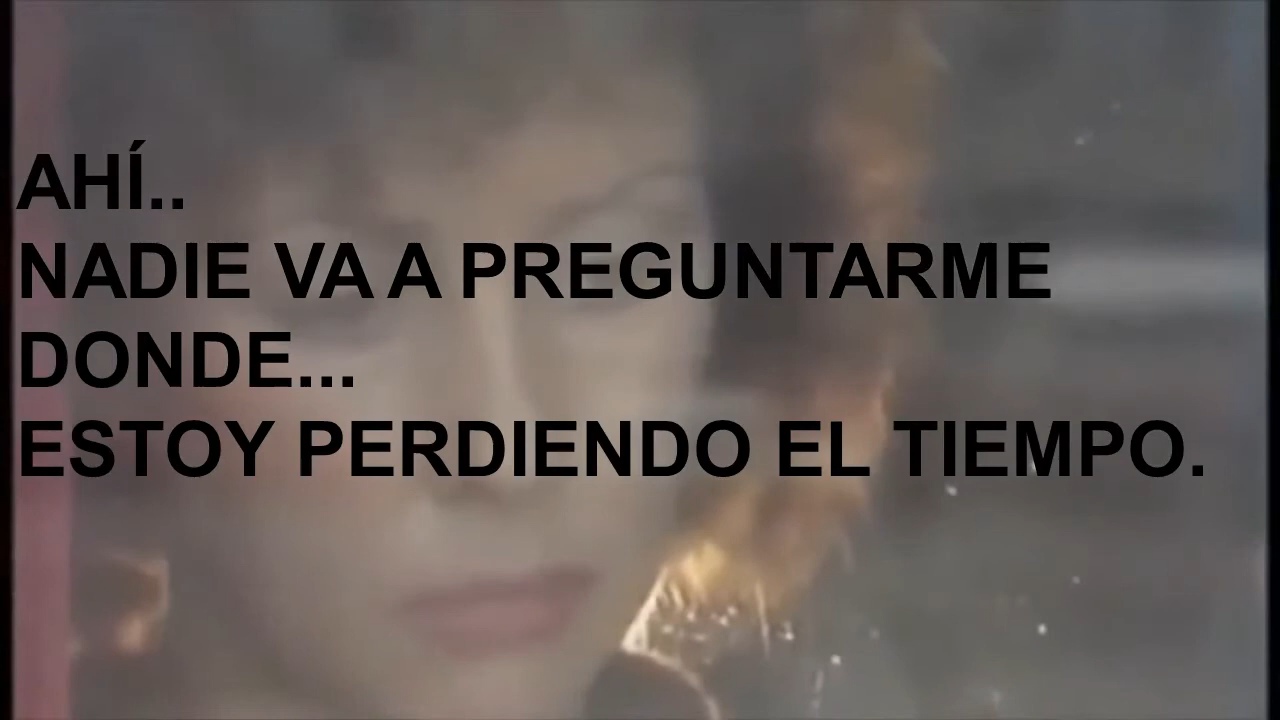 AHÍ..
NADIE VA A PREGUNTARME
DONDE...
ESTOY PERDIENDO EL TIEMPO.